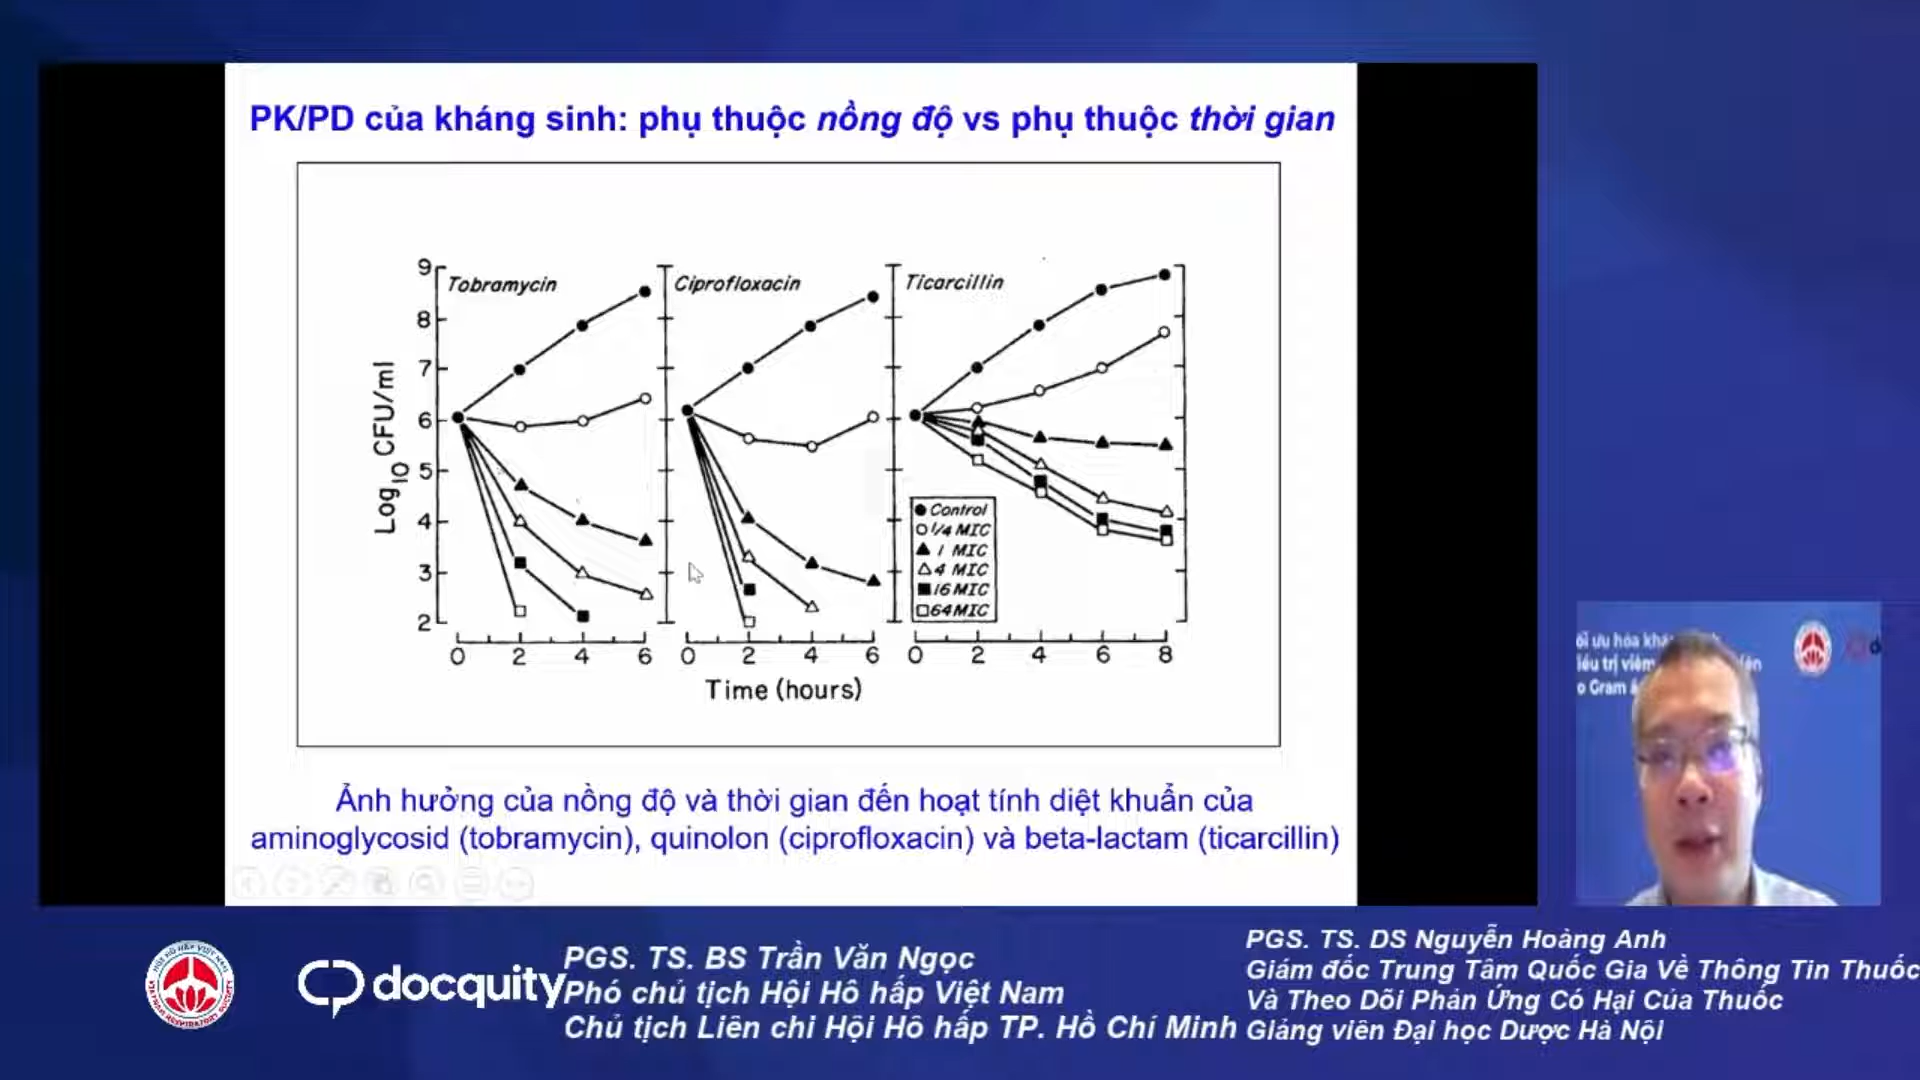 PK/PD của kháng sinh: phụ thuộc nồng độ vs phụ thuộc thời gian
Tobramycin
Ciprofloxacin
Ticarcillin
9
8
7
6
5
4
3
2
Log10 CFU/ml
Control
1/4 MIC
1 MIC
4 MIC
16 MIC
64 MIC
0 2 4 6 0 2 4 6 0 2 4 6 8
Time (hours)
Ảnh hưởng của nồng độ và thời gian đến hoạt tính diệt khuẩn của
aminoglycosid (tobramycin), quinolon (ciprofloxacin) và beta-lactam (ticarcillin)
docquity
PGS. TS. BS Trần Văn Ngọc
Phó chủ tịch Hội Hô hấp Việt Nam
Chủ tịch Liên chi Hội Hô hấp TP. Hồ Chí Minh
PGS. TS. DS Nguyễn Hoàng Anh
Giám đốc Trung Tâm Quốc Gia Về Thông Tin Thuốc
Và Theo Dõi Phản Ứng Có Hại Của Thuốc
Giảng viên Đại học Dược Hà Nội